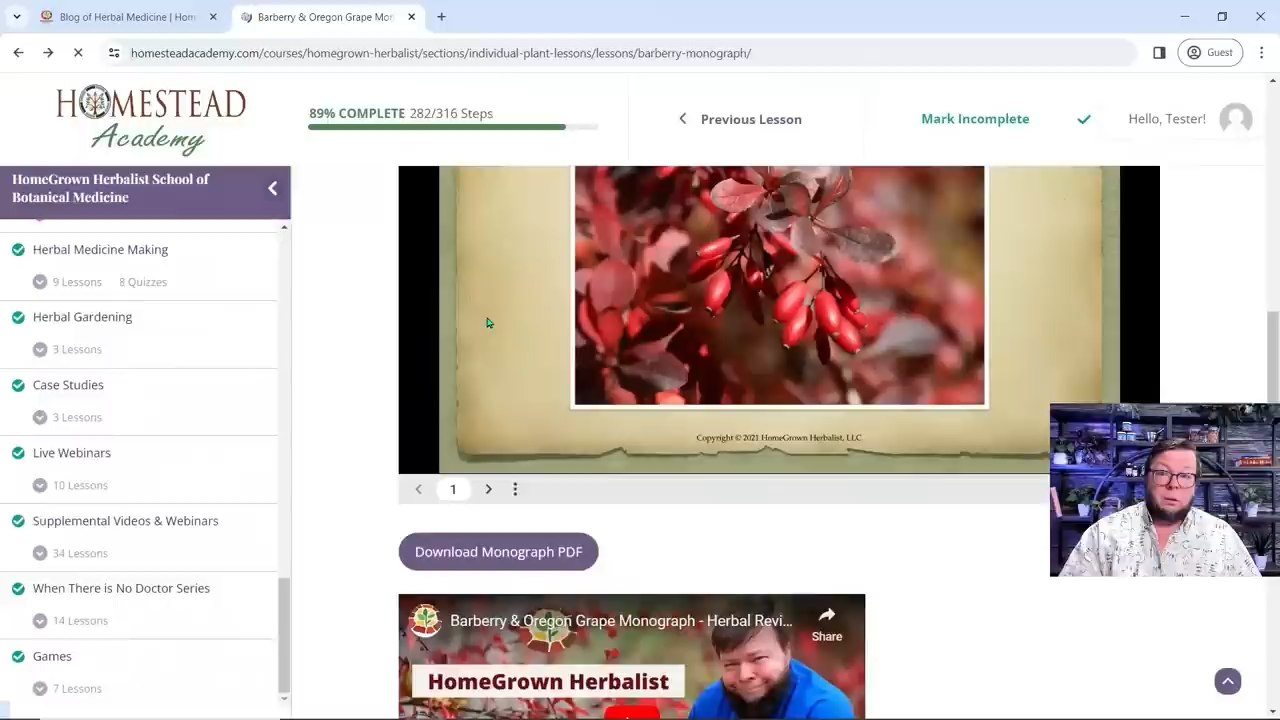 Blog of Herbal Medicine | Hom
Barberry & Oregon Grape Mon
homesteadacademy.com/courses/homegrown-herbalist/sections/individual-plant-lessons/lessons/barberry-monograph/
Guest
HOMESTEAD
Academy
89% COMPLETE 282/316 Steps
Previous Lesson
Mark Incomplete
Hello, Tester!
HomeGrown Herbalist School of
Botanical Medicine
Herbal Medicine Making
9 Lessons 8 Quizzes
Herbal Gardening
3 Lessons
Case Studies
3 Lessons
Live Webinars
10 Lessons
Supplemental Videos & Webinars
34 Lessons
When There is No Doctor Series
14 Lessons
Games
7 Lessons
Copyright © 2021 HomeGrown Herbalist, LLC
1
Download Monograph PDF
Barberry & Oregon Grape Monograph - Herbal Revi...
Share
HomeGrown Herbalist